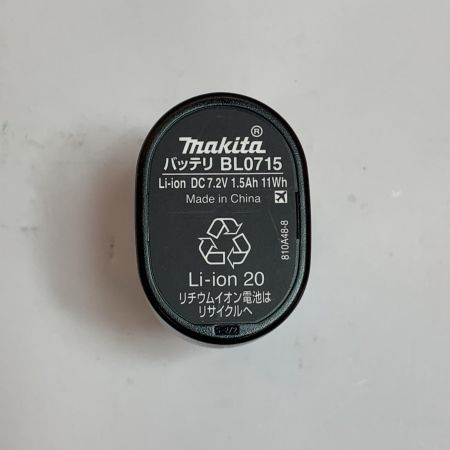 makita®
バッテリ BL0715
Li-ion DC7.2V 1.5Ah 11Wh
Made in China
810A48-8
Li-ion 20
リチウムイオン電池は
リサイクルへ